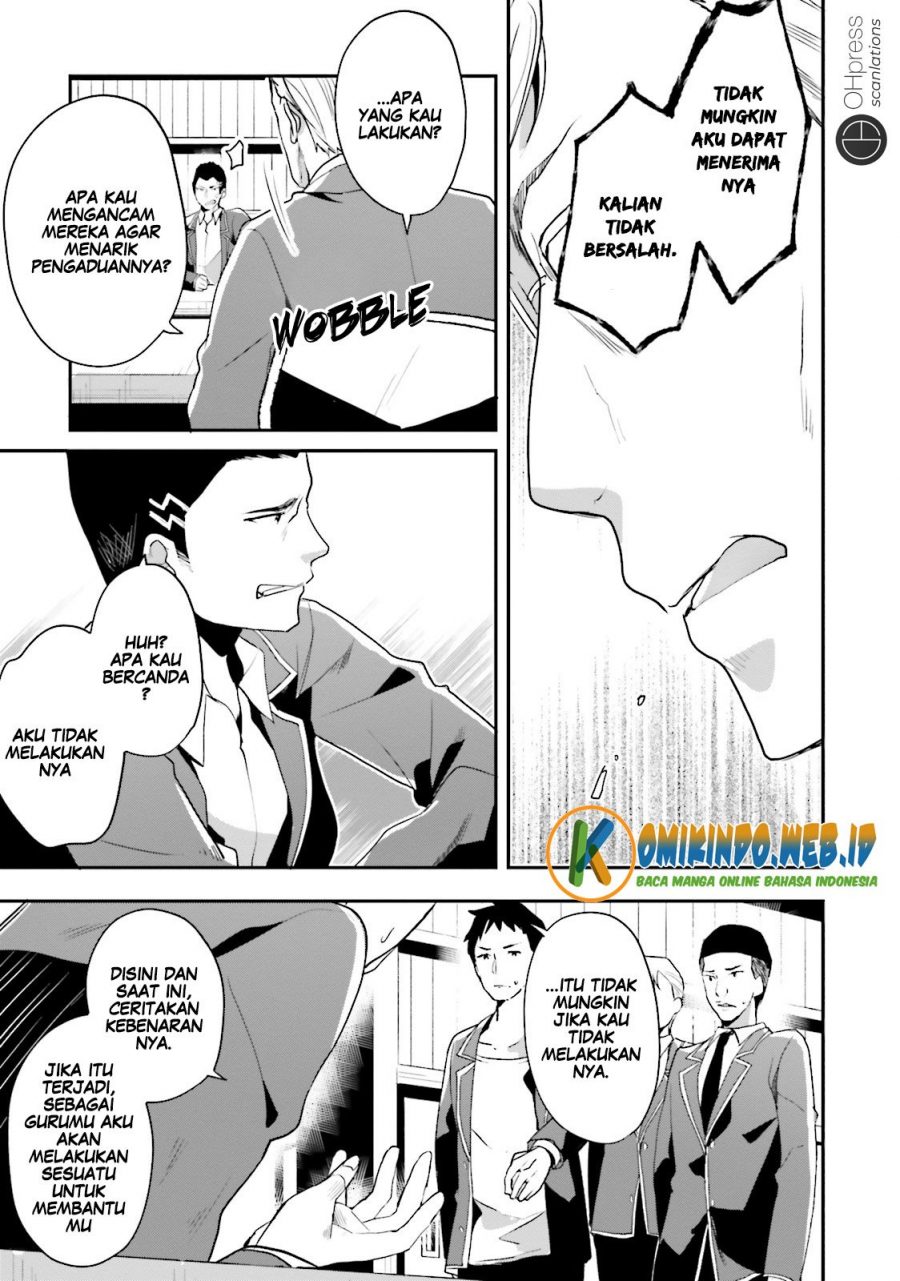 OHpress
scanlations
TIDAK
MUNGKIN
AKU DAPAT
MENERIMA
NYA
KALIAN
TIDAK
BERSALAH.
...APA
YANG KAU
LAKUKAN?
APA KAU
MENGANCAM
MEREKA AGAR
MENARIK
PENGADUANNYA?
WOBBLE
HUH?
APA KAU
BERCANDA
?
AKU TIDAK
MELAKUKAN
NYA
KOMIKINDO.WEB.ID
BACA MANGA ONLINE BAHASA INDONESIA
...ITU TIDAK
MUNGKIN
JIKA KAU
TIDAK
MELAKUKAN
NYA.
DISINI DAN
SAAT INI,
CERITAKAN
KEBENARAN
NYA.
JIKA ITU
TERJADI,
SEBAGAI
GURUMU AKU
AKAN
MELAKUKAN
SESUATU
UNTUK
MEMBANTU
MU